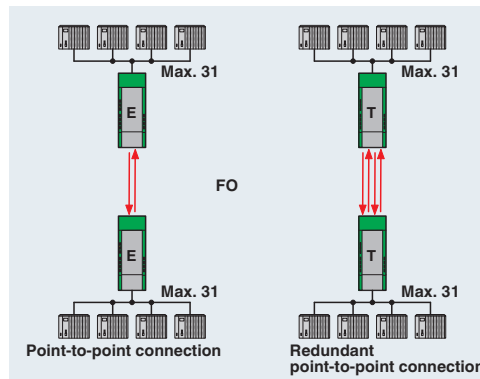 Max. 31
Max. 31
E
T
FO
E
T
Max. 31
Max. 31
Point-to-point connection
Redundant
point-to-point connection